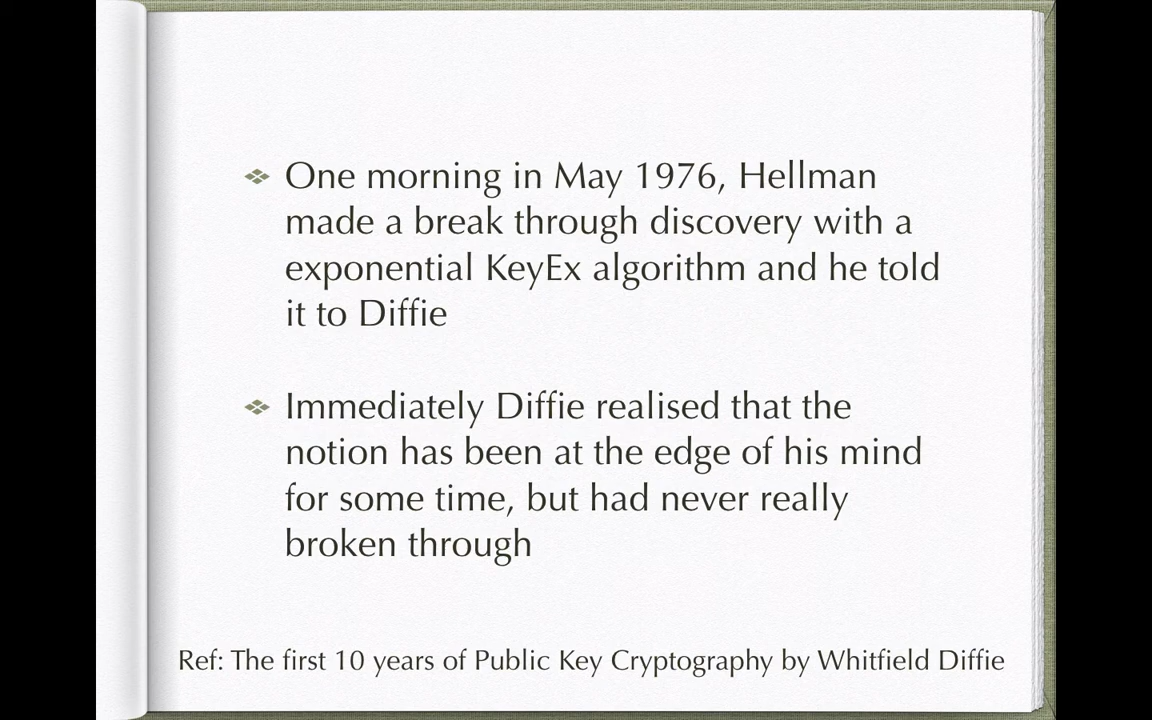 One morning in May 1976, Hellman
made a break through discovery with a
exponential KeyEx algorithm and he told
it to Diffie
Immediately Diffie realised that the
notion has been at the edge of his mind
for some time, but had never really
broken through
Ref: The first 10 years of Public Key Cryptography by Whitfield Diffie